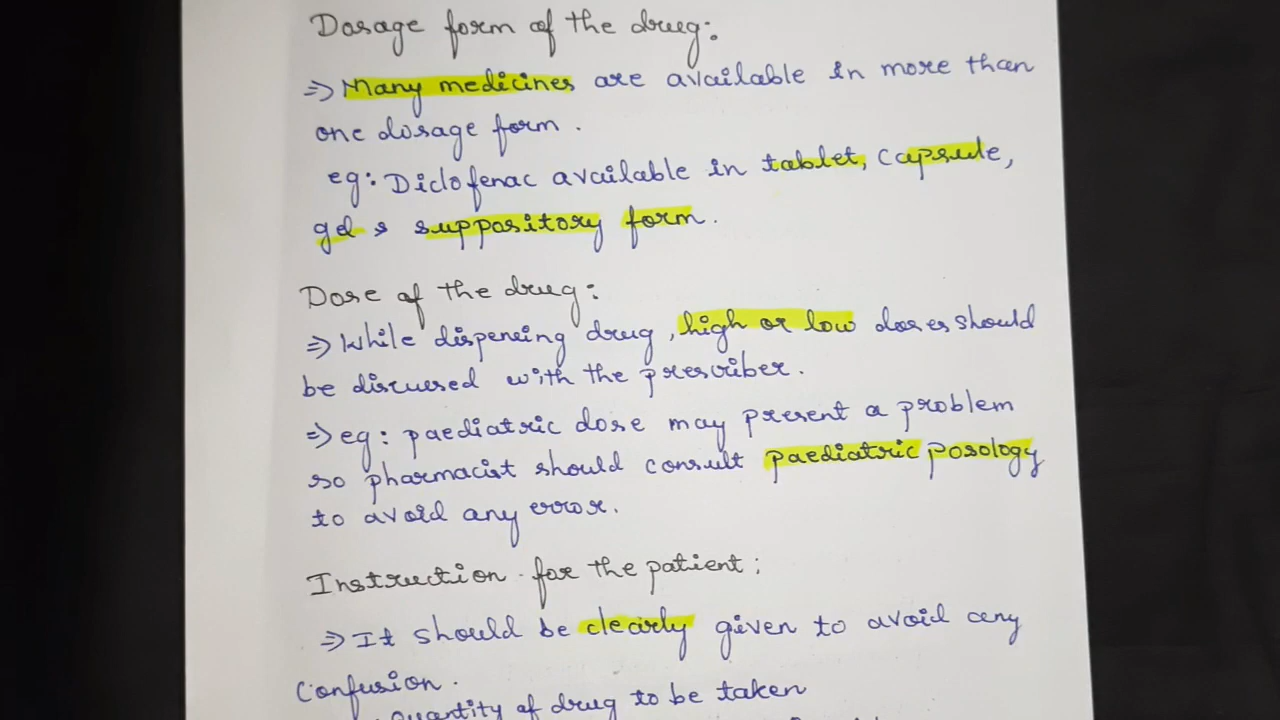 Dosage form of the drug:
⇒ Many medicines are available in more than
one dosage form.
eg: Diclofenac available in tablet, capsule,
gel & suppository form.
Dose of the drug:
⇒ While dispensing drug, high or low doses should
be discussed with the prescriber.
⇒ eg: paediatric dose may present a problem
so pharmacist should consult paediatric posology
to avoid any error.
Instruction for the patient:
⇒ It should be clearly given to avoid any
confusion.
quantity of drug to be taken